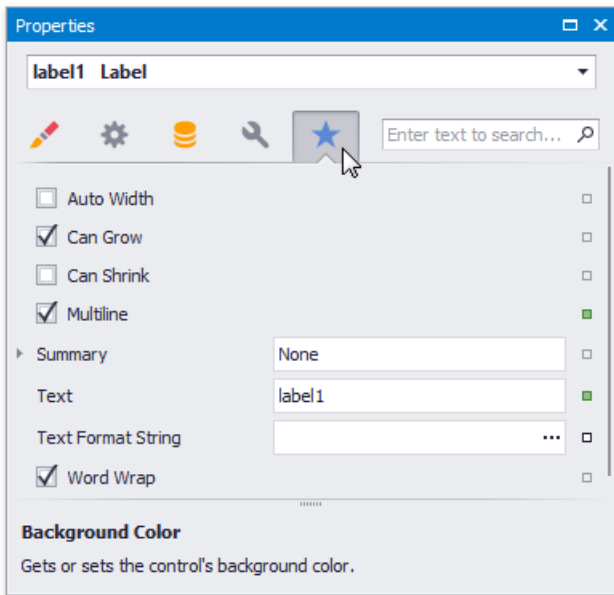 Properties
label1 Label
Enter text to search...
Auto Width
Can Grow
Can Shrink
Multiline
Summary None
Text label1
Text Format String ...
Word Wrap
Background Color
Gets or sets the control's background color.